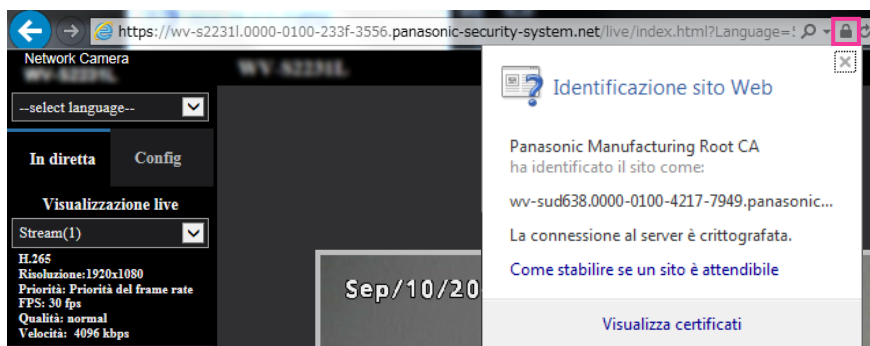 https://wv-s2231l.0000-0100-233f-3556.panasonic-security-system.net/live/index.html?Language=
Network Camera
WV-S2231L
WV-S2231L
--select language--
In diretta Config
Visualizzazione live
Stream(1)
H.265
Risoluzione:1920x1080
Priorità: Priorità del frame rate
FPS: 30 fps
Qualità: normal
Velocità: 4096 kbps
Sep/10/20
Identificazione sito Web
Panasonic Manufacturing Root CA
ha identificato il sito come:
wv-sud638.0000-0100-4217-7949.panasonic...
La connessione al server è crittografata.
Come stabilire se un sito è attendibile
Visualizza certificati